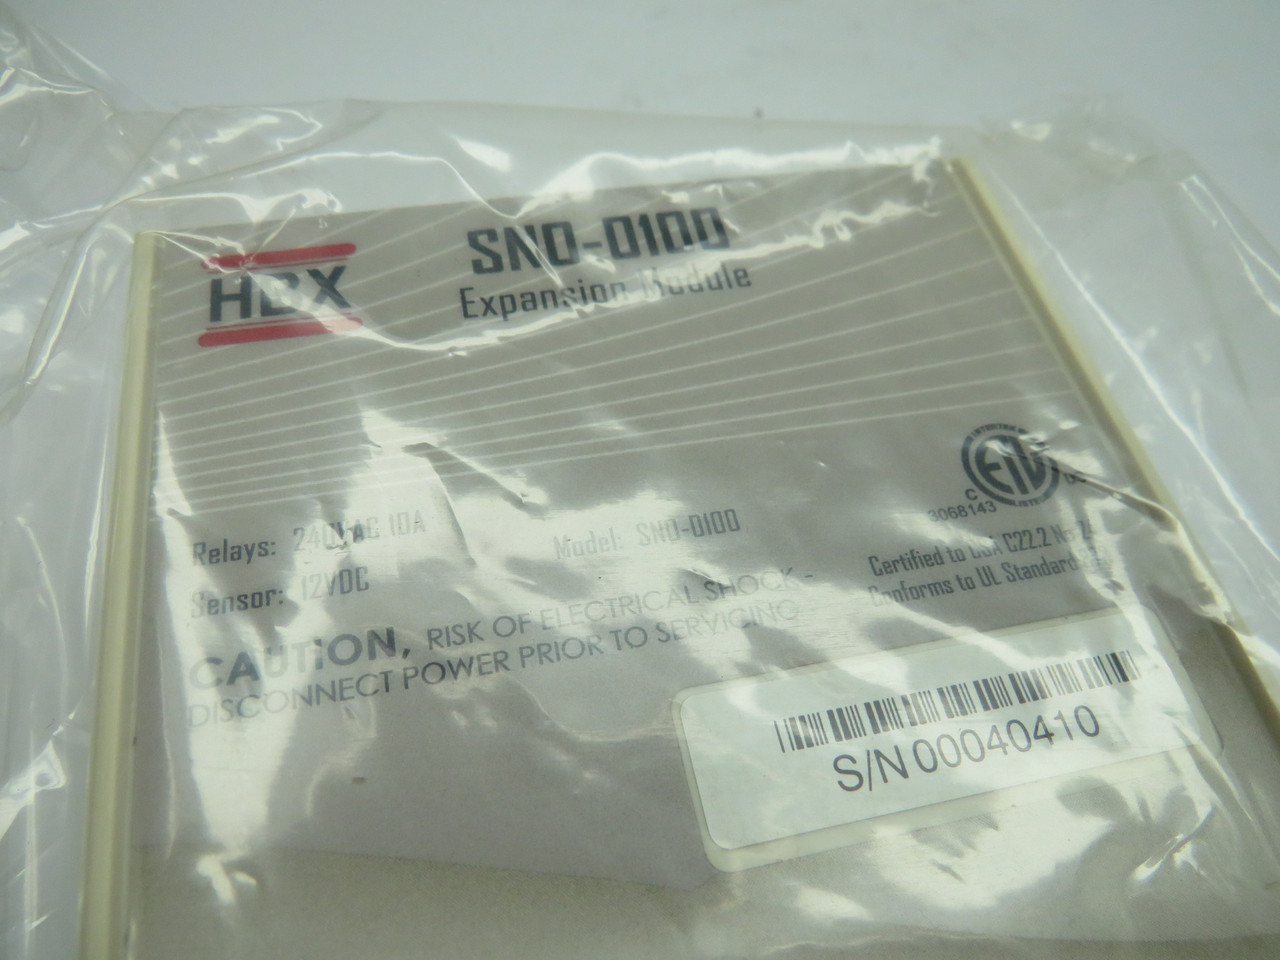 HBX
SNO-0100
Expansion Module
C
3068143
Relays: 240VAC 10A
Model: SNO-0100
Sensor: 12VDC
Certified to CSA C22.2 No
Conforms to UL Standard
CAUTION, RISK OF ELECTRICAL SHOCK -
DISCONNECT POWER PRIOR TO SERVICING
S/N 00040410